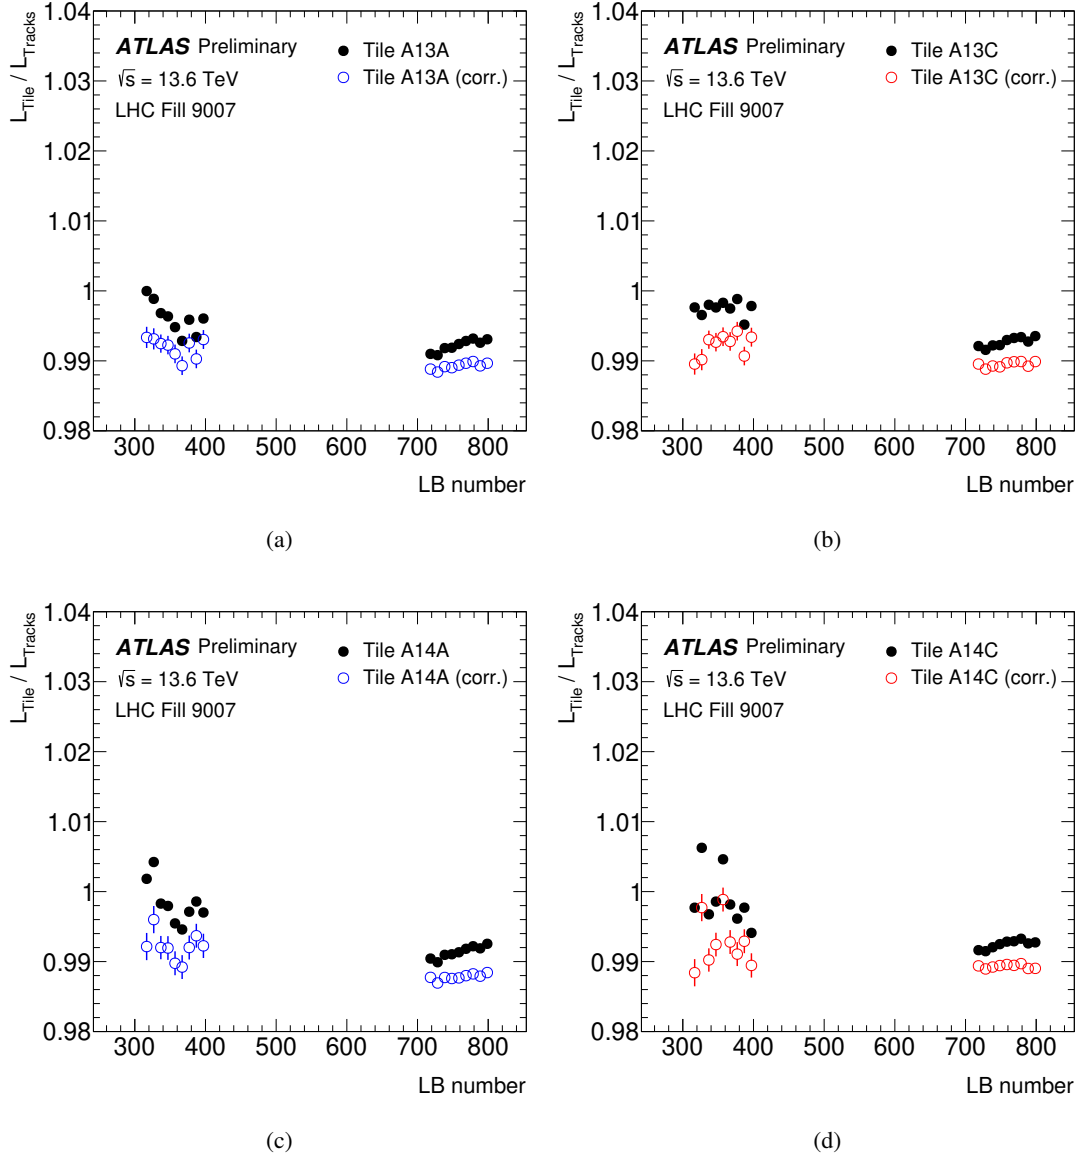 L_Tile / L_Tracks
1.04
1.03
1.02
1.01
1
0.99
0.98
ATLAS Preliminary
√s = 13.6 TeV
LHC Fill 9007
Tile A13A
Tile A13A (corr.)
300 400 500 600 700 800
LB number
(a)
L_Tile / L_Tracks
1.04
1.03
1.02
1.01
1
0.99
0.98
ATLAS Preliminary
√s = 13.6 TeV
LHC Fill 9007
Tile A13C
Tile A13C (corr.)
300 400 500 600 700 800
LB number
(b)
L_Tile / L_Tracks
1.04
1.03
1.02
1.01
1
0.99
0.98
ATLAS Preliminary
√s = 13.6 TeV
LHC Fill 9007
Tile A14A
Tile A14A (corr.)
300 400 500 600 700 800
LB number
(c)
L_Tile / L_Tracks
1.04
1.03
1.02
1.01
1
0.99
0.98
ATLAS Preliminary
√s = 13.6 TeV
LHC Fill 9007
Tile A14C
Tile A14C (corr.)
300 400 500 600 700 800
LB number
(d)